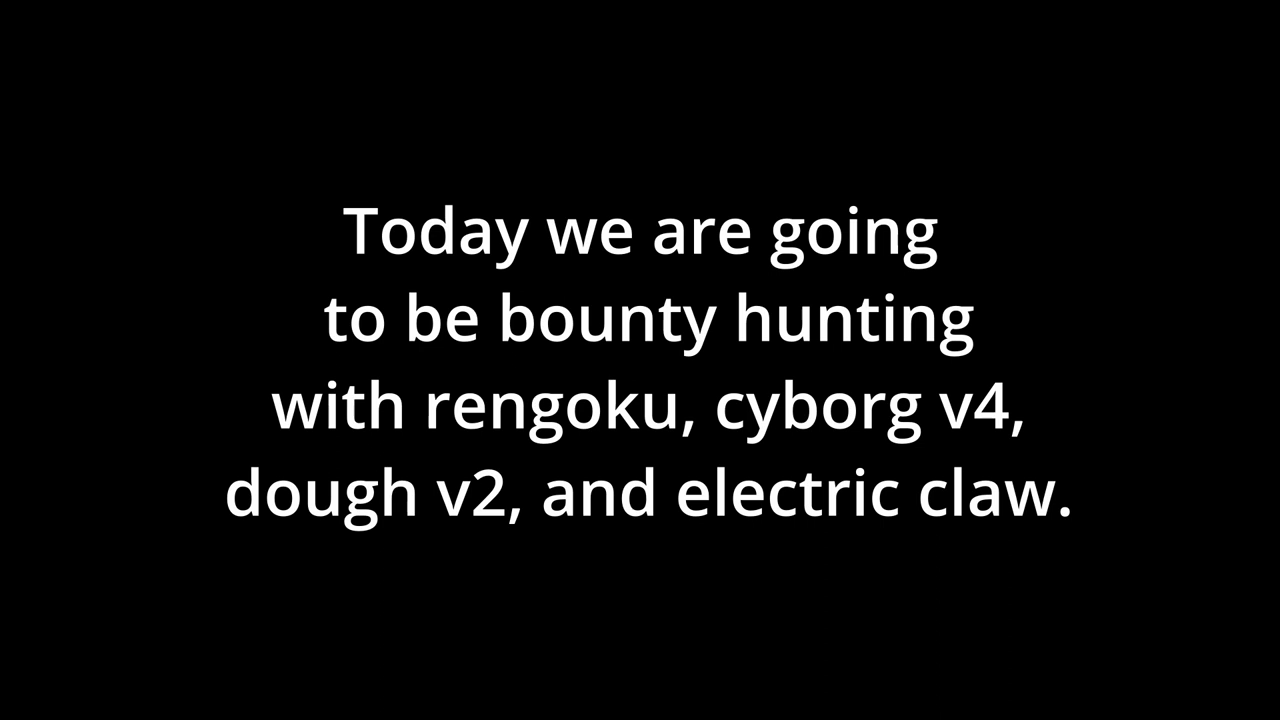 Today we are going
to be bounty hunting
with rengoku, cyborg v4,
dough v2, and electric claw.